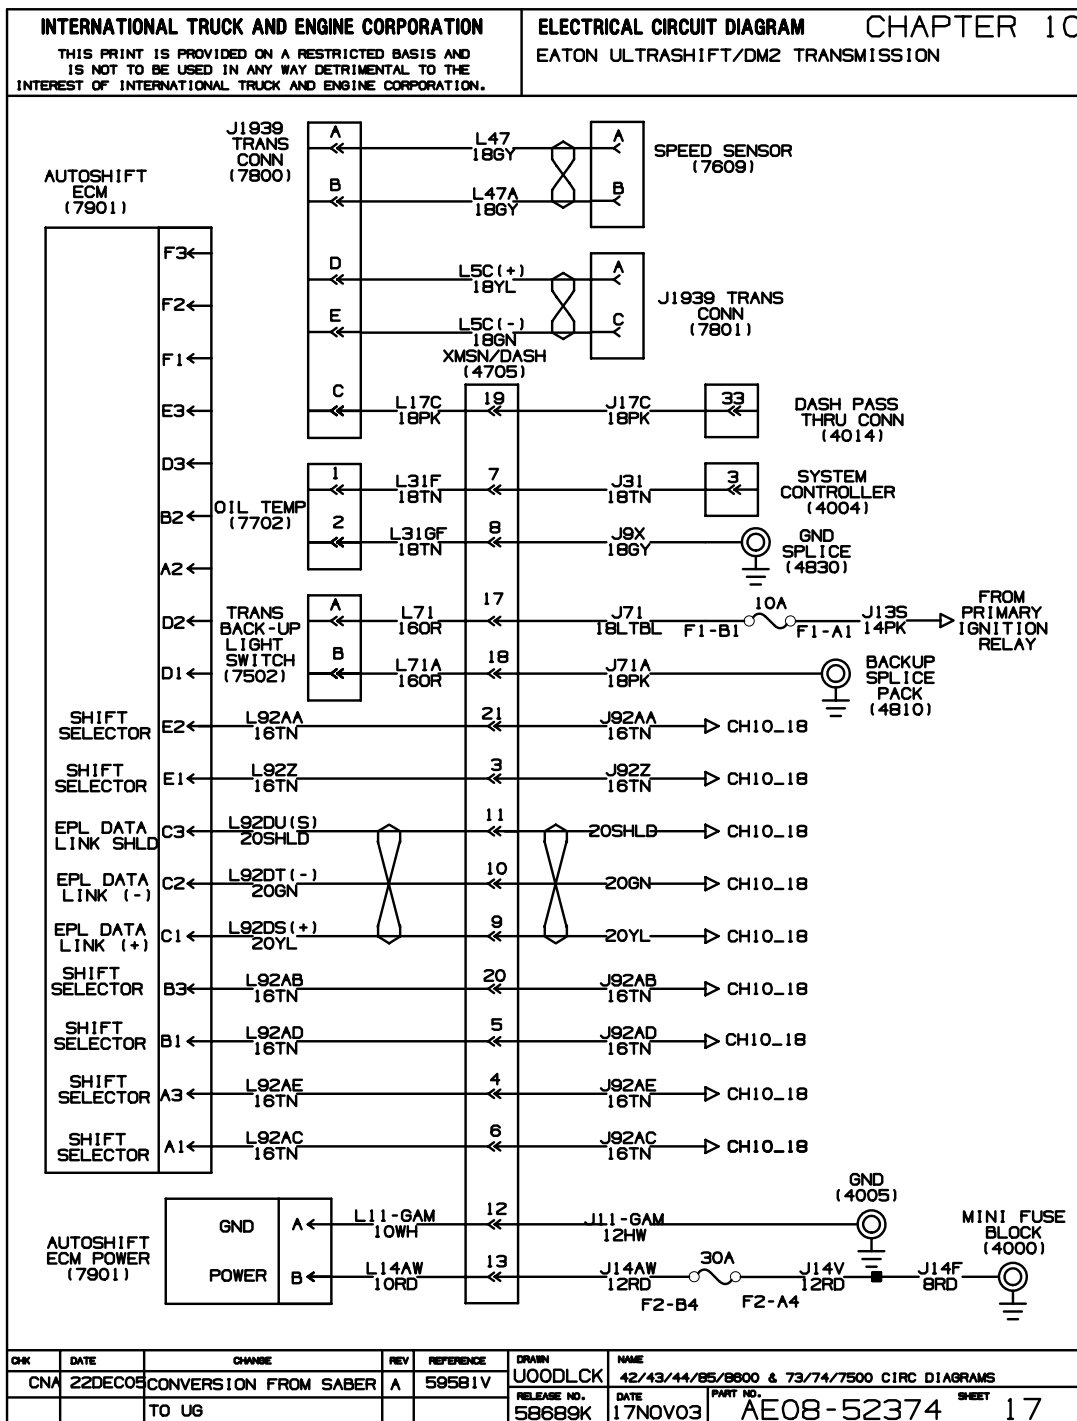 INTERNATIONAL TRUCK AND ENGINE CORPORATION
THIS PRINT IS PROVIDED ON A RESTRICTED BASIS AND
IS NOT TO BE USED IN ANY WAY DETRIMENTAL TO THE
INTEREST OF INTERNATIONAL TRUCK AND ENGINE CORPORATION.
ELECTRICAL CIRCUIT DIAGRAM
CHAPTER 10
EATON ULTRASHIFT/DM2 TRANSMISSION
AUTOSHIFT
ECM
(7901)
J1939
TRANS
CONN
(7800)
A
L47
18GY
A
SPEED SENSOR
(7609)
B
L47A
18GY
B
F3
D
L5C(+)
18YL
A
J1939 TRANS
CONN
(7801)
F2
E
L5C(-)
18GN
C
F1
XMSN/DASH
(4705)
E3
C
L17C
18PK
19
J17C
18PK
33
DASH PASS
THRU CONN
(4014)
D3
OIL TEMP
(7702)
1
L31F
18TN
7
J31
18TN
3
SYSTEM
CONTROLLER
(4004)
B2
2
L31GF
18TN
8
J9X
18GY
GND
SPLICE
(4830)
A2
D2
TRANS
BACK-UP
LIGHT
SWITCH
(7502)
A
L71
16OR
17
J71
18LTBL
F1-B1
10A
F1-A1
J13S
14PK
FROM
PRIMARY
IGNITION
RELAY
D1
B
L71A
16OR
18
J71A
18PK
BACKUP
SPLICE
PACK
(4810)
SHIFT
SELECTOR
E2
L92AA
16TN
21
J92AA
16TN
CH10_18
SHIFT
SELECTOR
E1
L92Z
16TN
3
J92Z
16TN
CH10_18
EPL DATA
LINK SHLD
C3
L92DU(S)
20SHLD
11
20SHLD
CH10_18
EPL DATA
LINK (-)
C2
L92DT(-)
20GN
10
20GN
CH10_18
EPL DATA
LINK (+)
C1
L92DS(+)
20YL
9
20YL
CH10_18
SHIFT
SELECTOR
B3
L92AB
16TN
20
J92AB
16TN
CH10_18
SHIFT
SELECTOR
B1
L92AD
16TN
5
J92AD
16TN
CH10_18
SHIFT
SELECTOR
A3
L92AE
16TN
4
J92AE
16TN
CH10_18
SHIFT
SELECTOR
A1
L92AC
16TN
6
J92AC
16TN
CH10_18
AUTOSHIFT
ECM POWER
(7901)
GND
A
L11-GAM
10WH
12
J11-GAM
12HW
GND
(4005)
POWER
B
L14AW
10RD
13
J14AW
12RD
F2-B4
30A
F2-A4
J14V
12RD
J14F
8RD
MINI FUSE
BLOCK
(4000)
CHK DATE CHANGE REV REFERENCE
CNA 22DEC05 CONVERSION FROM SABER A 59581V
TO UG
DRAWN
UOODLCK
NAME
42/43/44/85/8600 & 73/74/7500 CIRC DIAGRAMS
RELEASE NO.
58689K
DATE
17NOV03
PART NO.
AE08-52374
SHEET
17